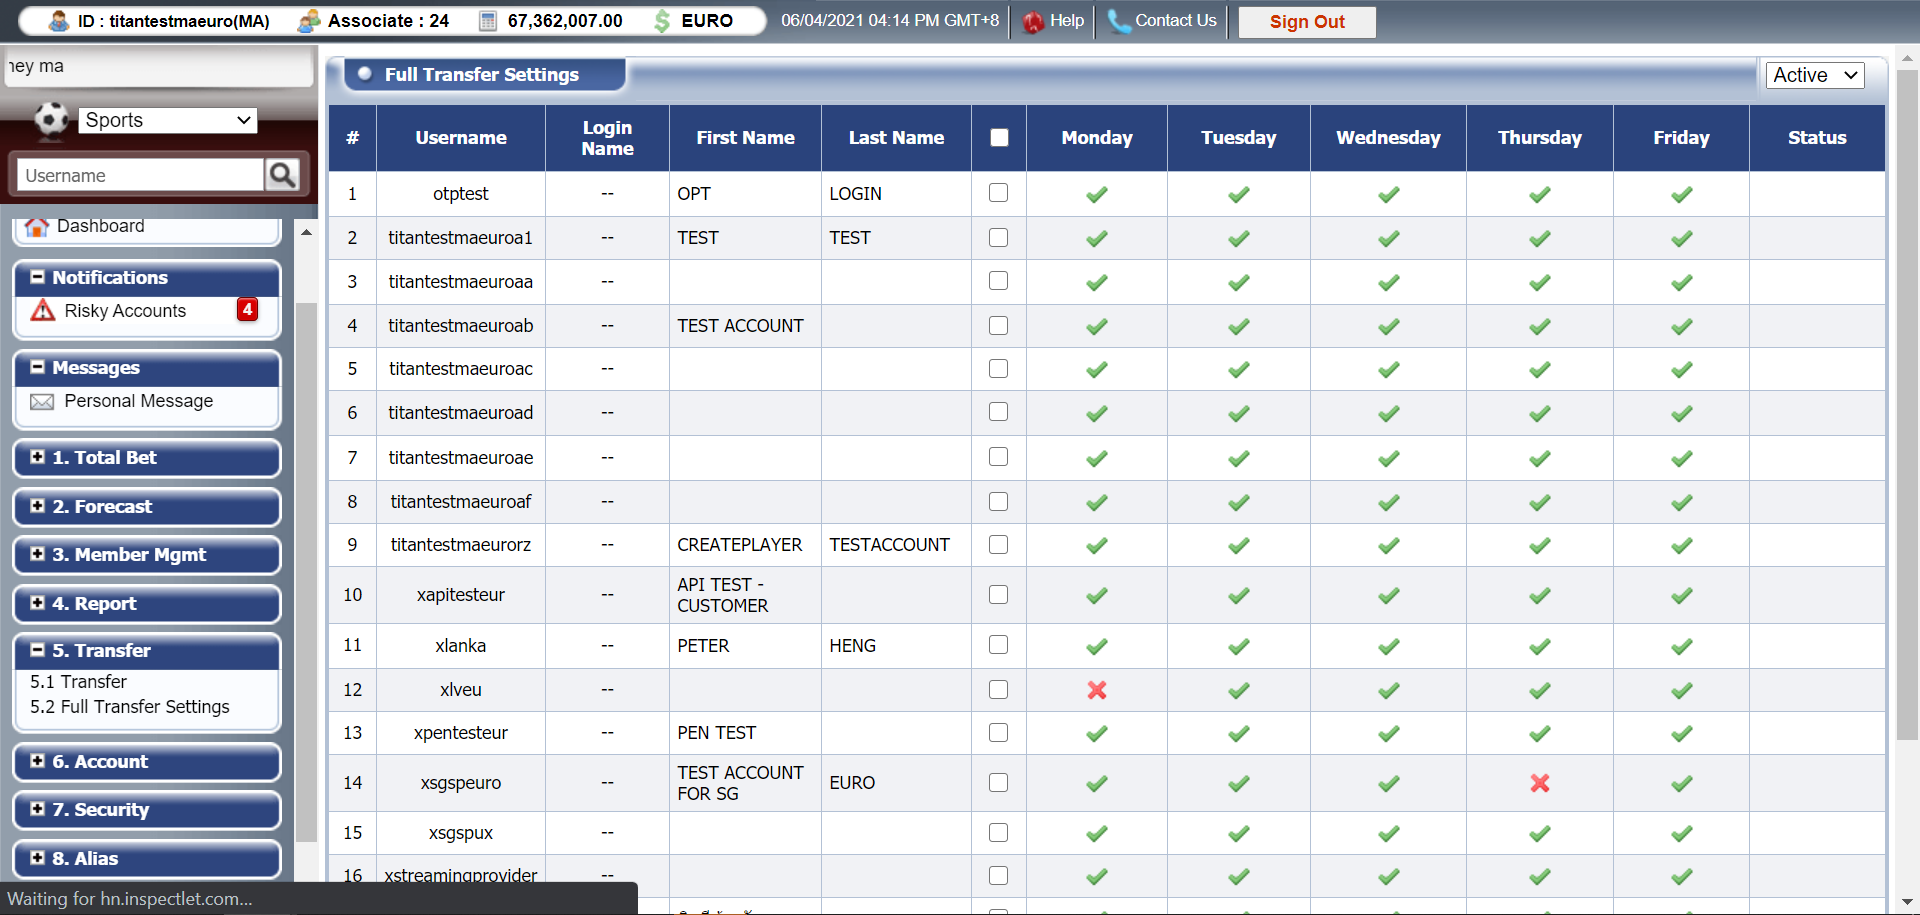 ID : titantestmaeuro(MA) Associate : 24 67,362,007.00 EURO 06/04/2021 04:14 PM GMT+8 Help Contact Us Sign Out
ney ma
Sports
Username
Dashboard
Notifications
Risky Accounts 4
Messages
Personal Message
1. Total Bet
2. Forecast
3. Member Mgmt
4. Report
5. Transfer
5.1 Transfer
5.2 Full Transfer Settings
6. Account
7. Security
8. Alias
Waiting for hn.inspectlet.com...
Full Transfer Settings Active
# Username Login Name First Name Last Name Monday Tuesday Wednesday Thursday Friday Status
1 otptest -- OPT LOGIN
2 titantestmaeuroa1 -- TEST TEST
3 titantestmaeuroaa --
4 titantestmaeuroab -- TEST ACCOUNT
5 titantestmaeuroac --
6 titantestmaeuroad --
7 titantestmaeuroae --
8 titantestmaeuroaf --
9 titantestmaeurorz -- CREATEPLAYER TESTACCOUNT
10 xapitesteur -- API TEST - CUSTOMER
11 xlanka -- PETER HENG
12 xlveu --
13 xpentesteur -- PEN TEST
14 xsgspeuro -- TEST ACCOUNT FOR SG EURO
15 xsgspux --
16 xstreamingprovider --